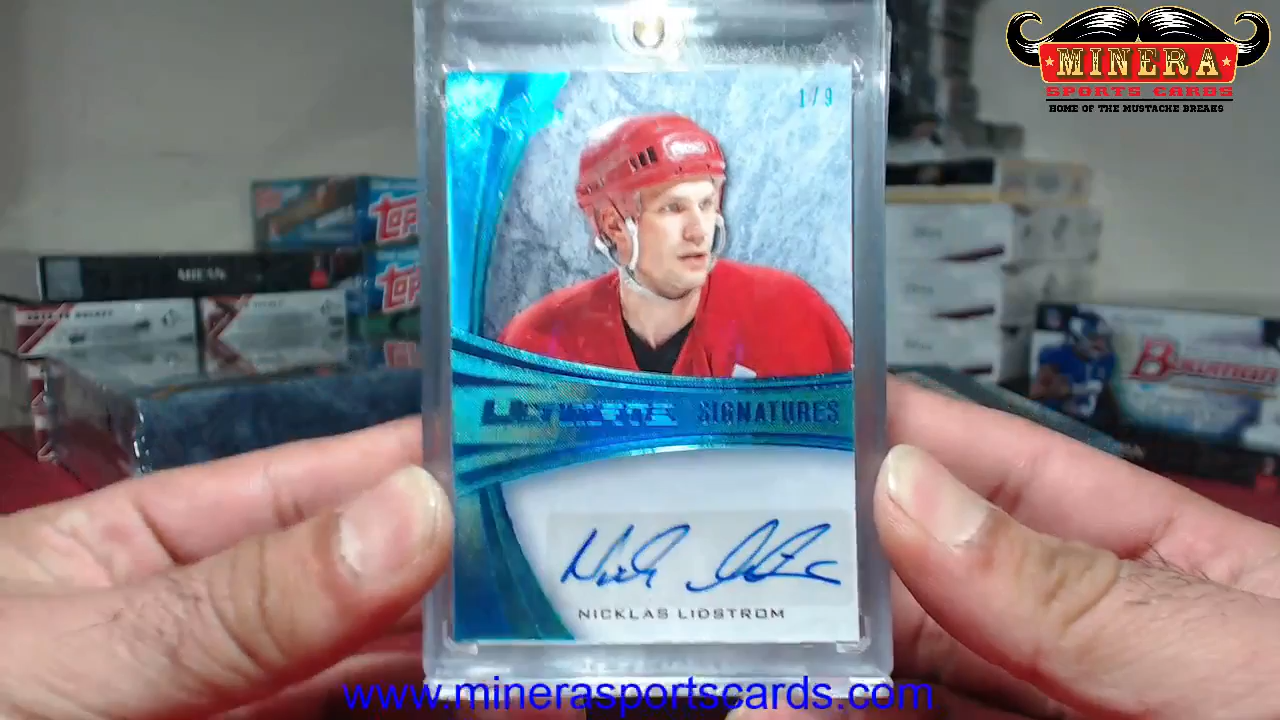 MINERA
SPORTS CARDS
HOME OF THE MUSTACHE BREAKS
1/9
TOPPS
TOPPS
Bowman
ULTIMATE SIGNATURES
NICKLAS LIDSTROM
www.minerasportscards.com